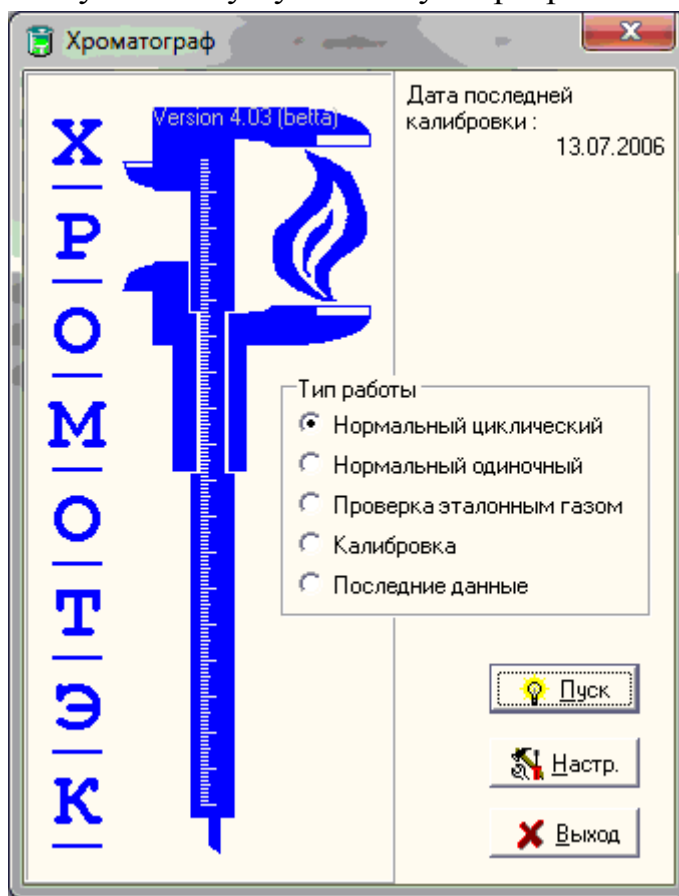 Хроматограф
Version 4.03 (betta)
Х
Р
О
М
О
Т
Э
К
Дата последней
калибровки :
13.07.2006
Тип работы
Нормальный циклический
Нормальный одиночный
Проверка эталонным газом
Калибровка
Последние данные
Пуск
Настр.
Выход